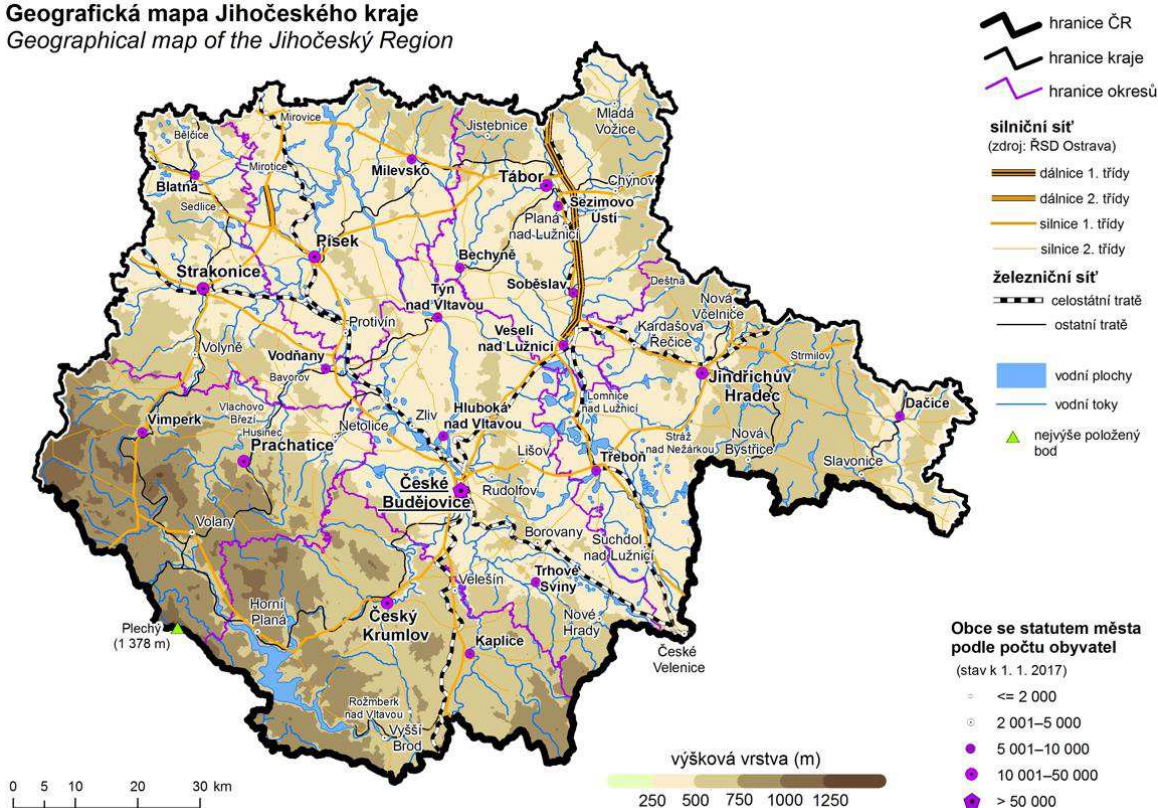 Geografická mapa Jihočeského kraje
Geographical map of the Jihočeský Region
hranice ČR
hranice kraje
hranice okresů
silniční síť
(zdroj: ŘSD Ostrava)
dálnice 1. třídy
dálnice 2. třídy
silnice 1. třídy
silnice 2. třídy
železniční síť
celostátní tratě
ostatní tratě
vodní plochy
vodní toky
nejvýše položený
bod
Mirovice
Bělčice
Jistebnice
Mladá
Vožice
Mirotice
Milevsko
Blatná
Tábor
Chýnov
Sedlice
Sezimovo
Ústí
Planá
nad Lužnicí
Písek
Bechyně
Strakonice
Týn
nad Vltavou
Soběslav
Deštná
Nová
Včelnice
Protivín
Kardašova
Řečice
Veselí
nad Lužnicí
Volyně
Vodňany
Bavorov
Strmilov
Jindřichův
Hradec
Lomnice
nad Lužnicí
Dačice
Vlachovo
Březí
Vimperk
Husinec
Netolice
Zliv
Hluboká
nad Vltavou
Prachatice
Stráž
nad Nežárkou
Nová
Bystřice
Lišov
Třeboň
Slavonice
České
Budějovice
Rudolfov
Volary
Borovany
Suchdol
nad Lužnicí
Trhové
Sviny
Velešín
Horní
Planá
Český
Krumlov
Nové
Hrady
Plechý
(1 378 m)
Kaplice
České
Velenice
Rožmberk
nad Vltavou
Vyšší
Brod
Obce se statutem města
podle počtu obyvatel
(stav k 1. 1. 2017)
<= 2 000
2 001–5 000
5 001–10 000
10 001–50 000
> 50 000
výšková vrstva (m)
250 500 750 1000 1250
0 5 10 20 30 km